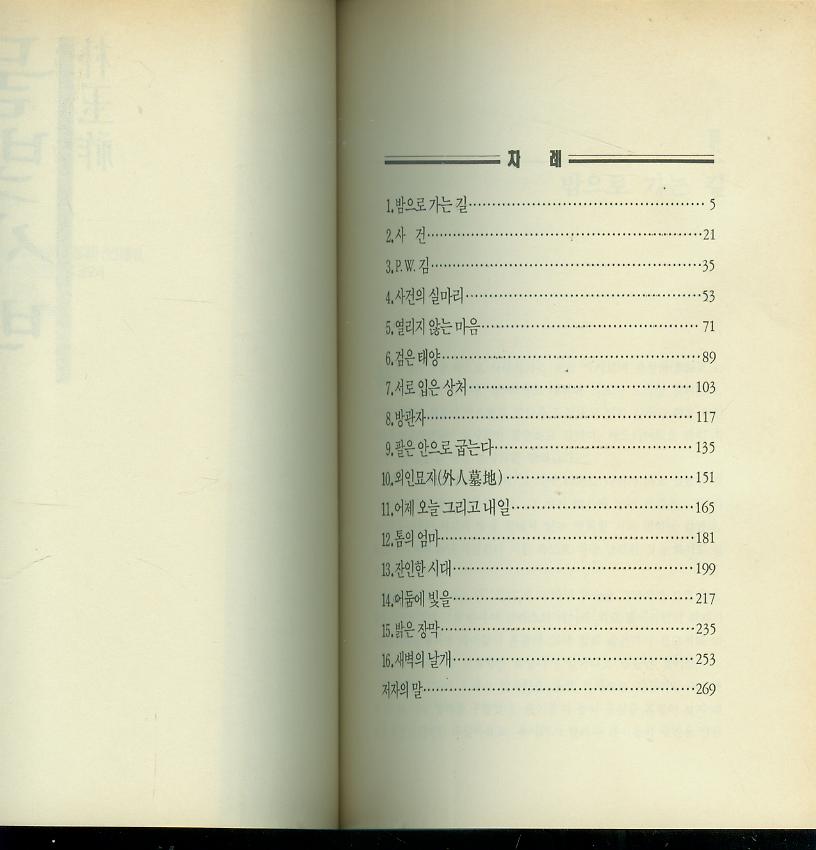 차 례
1. 밤으로 가는 길 5
2. 사 건 21
3. P. W. 김 35
4. 사건의 실마리 53
5. 열리지 않는 마음 71
6. 검은 태양 89
7. 서로 입은 상처 103
8. 방관자 117
9. 팔은 안으로 굽는다 135
10. 외인묘지(外人墓地) 151
11. 어제 오늘 그리고 내일 165
12. 톰의 엄마 181
13. 잔인한 시대 199
14. 어둠에 빛을 217
15. 밝은 장막 235
16. 새벽의 날개 253
저자의 말 269